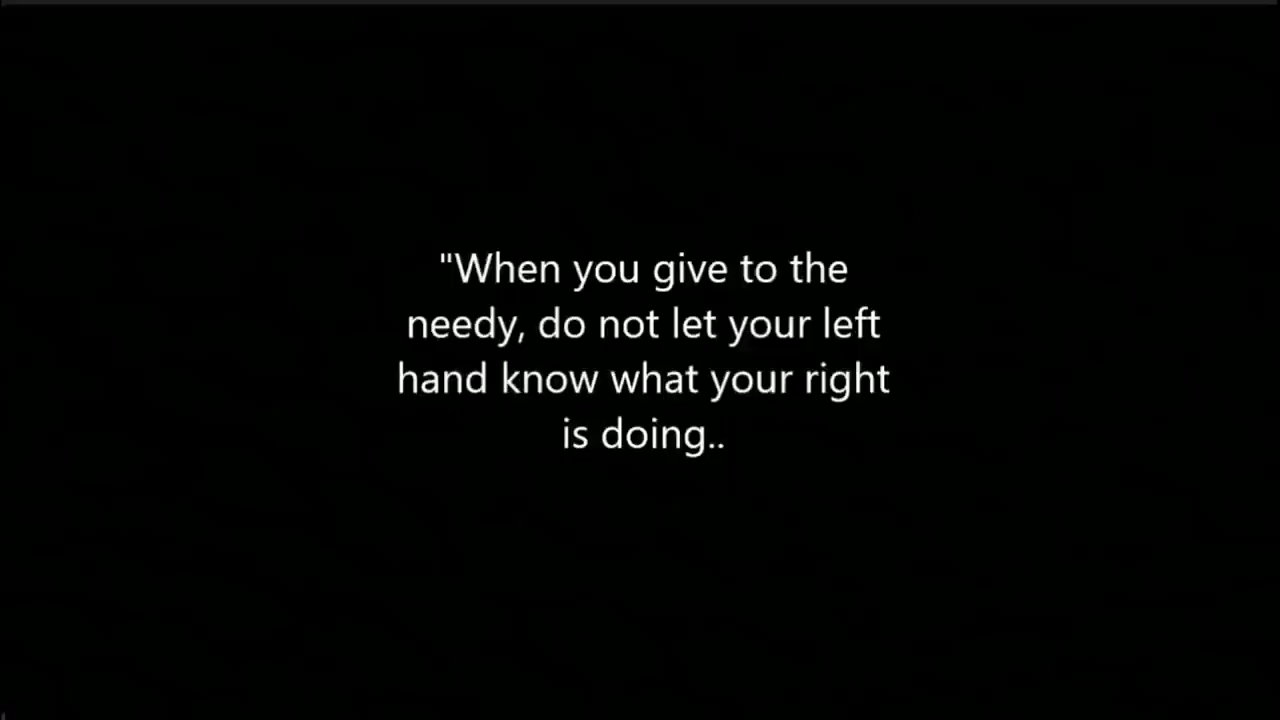 "When you give to the
needy, do not let your left
hand know what your right
is doing..